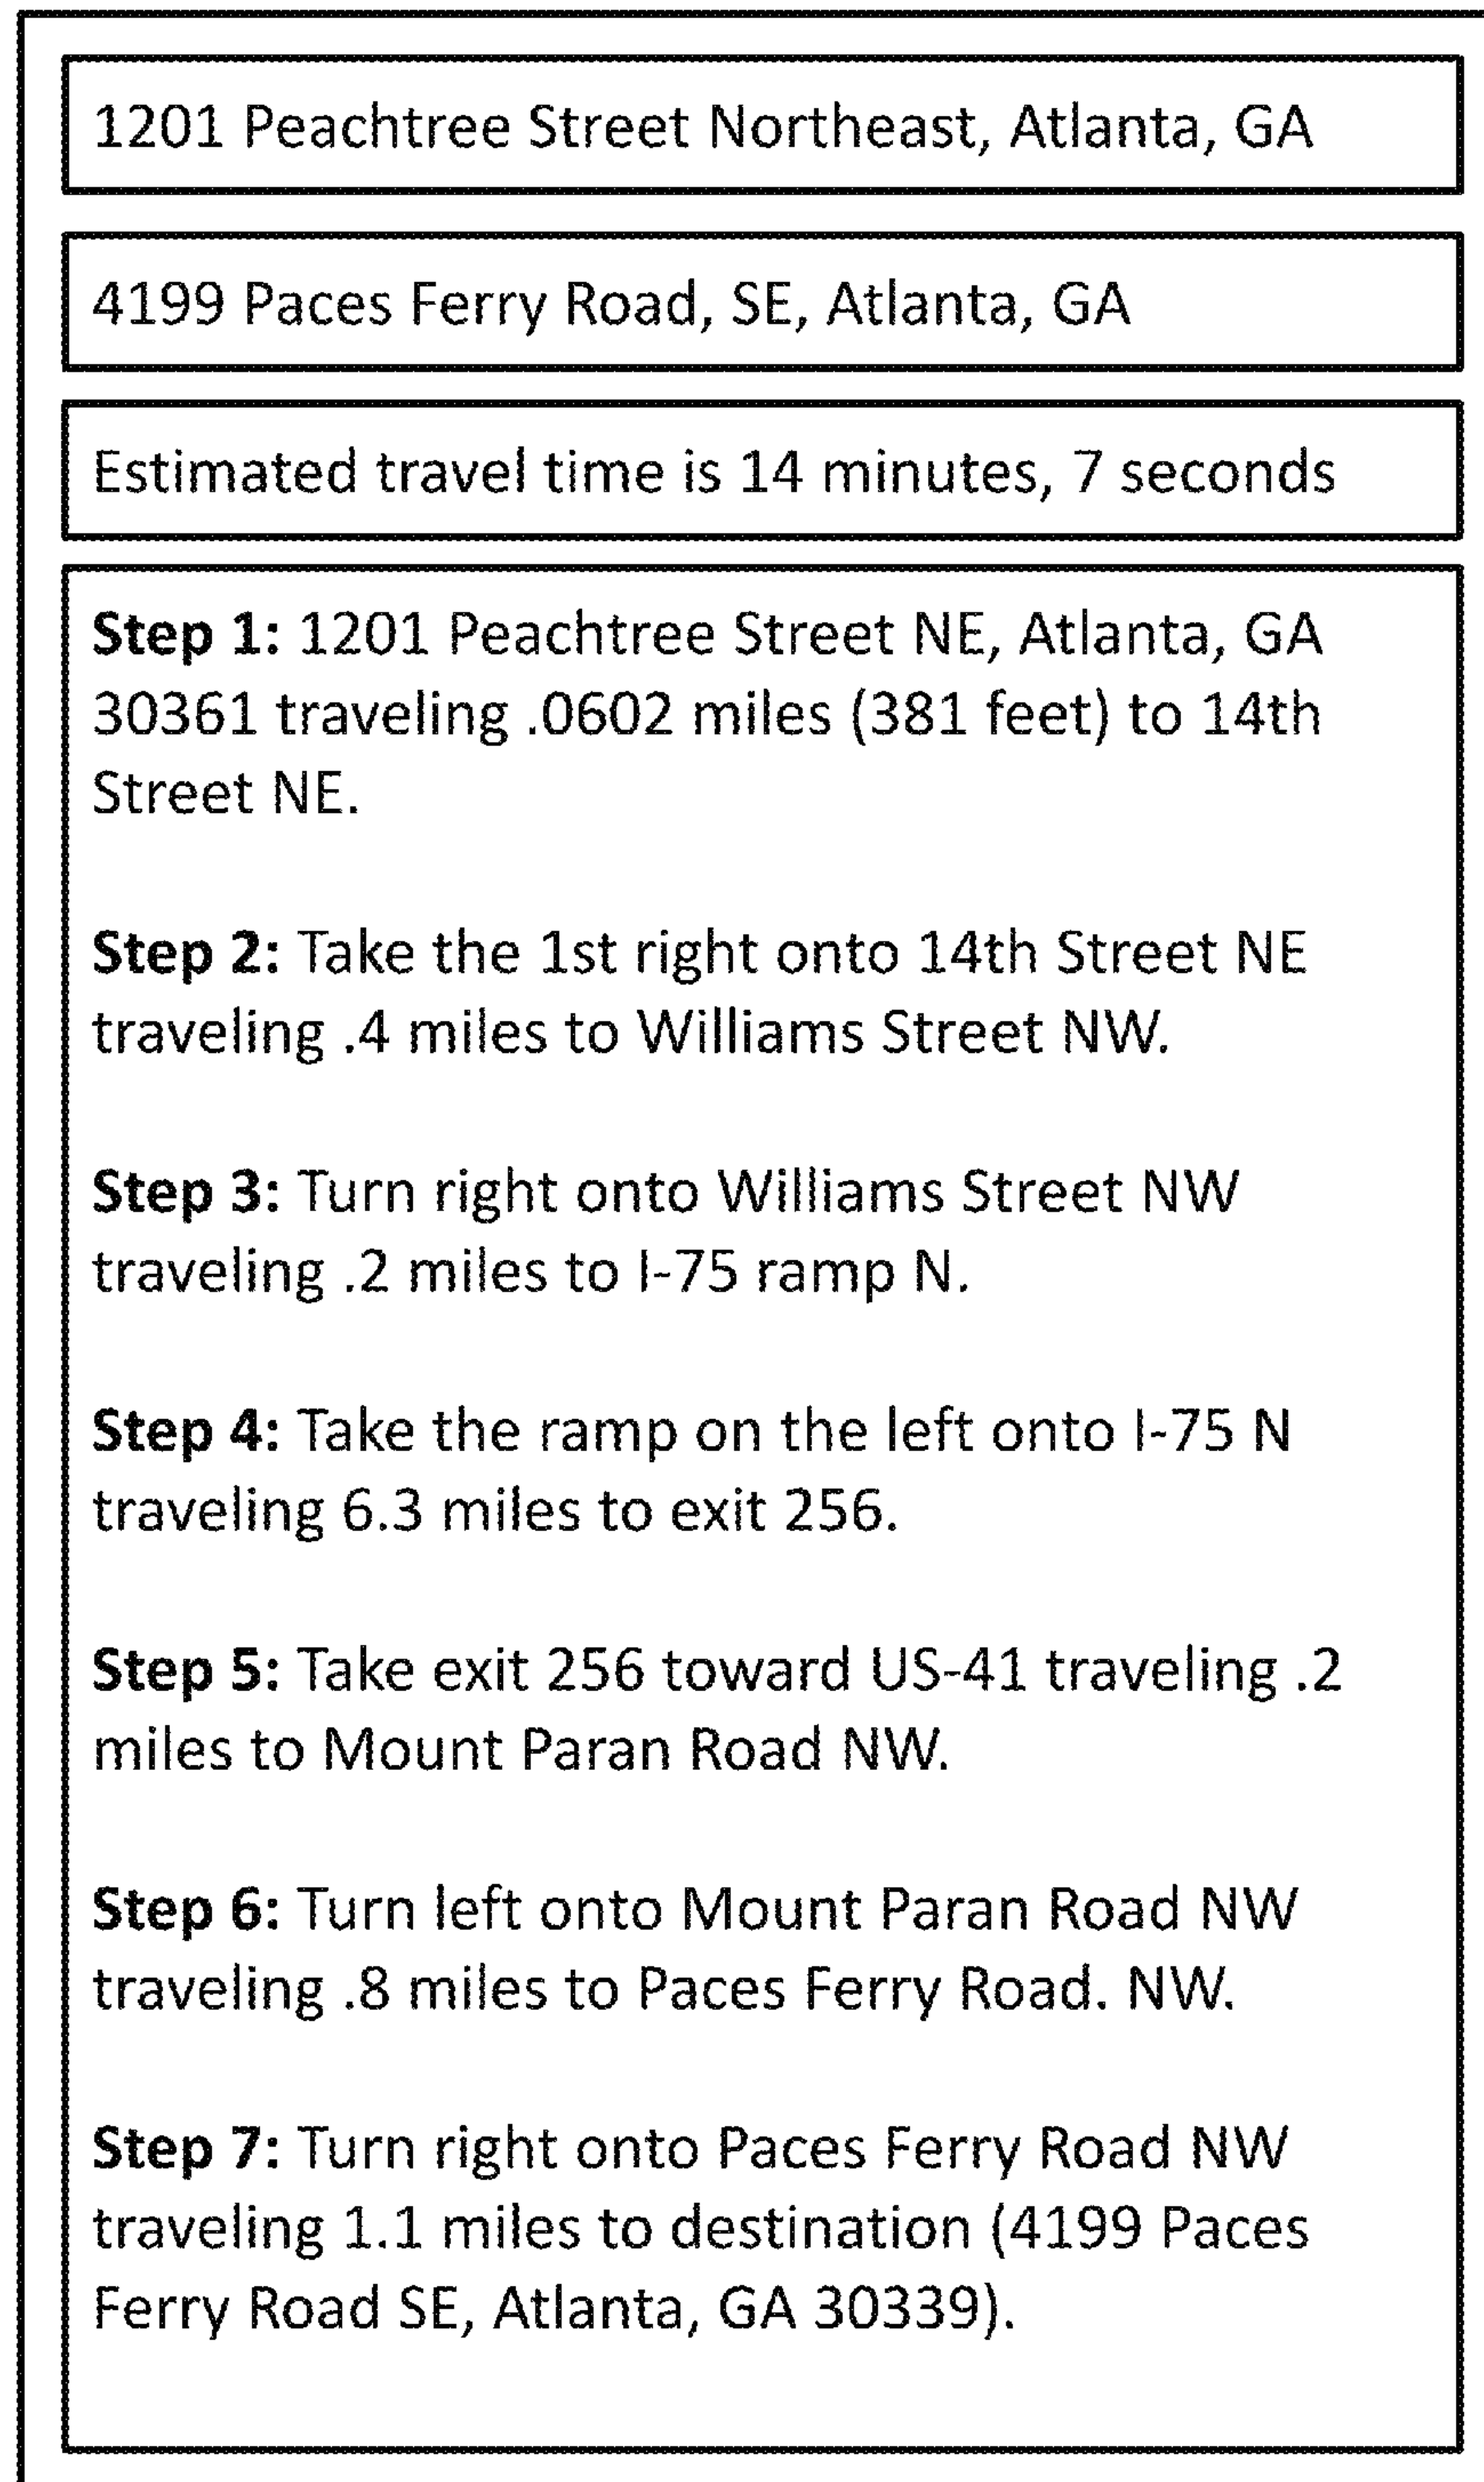 1201 Peachtree Street Northeast, Atlanta, GA
4199 Paces Ferry Road, SE, Atlanta, GA
Estimated travel time is 14 minutes, 7 seconds
Step 1: 1201 Peachtree Street NE, Atlanta, GA
30361 traveling .0602 miles (381 feet) to 14th
Street NE.
Step 2: Take the 1st right onto 14th Street NE
traveling .4 miles to Williams Street NW.
Step 3: Turn right onto Williams Street NW
traveling .2 miles to I-75 ramp N.
Step 4: Take the ramp on the left onto I-75 N
traveling 6.3 miles to exit 256.
Step 5: Take exit 256 toward US-41 traveling .2
miles to Mount Paran Road NW.
Step 6: Turn left onto Mount Paran Road NW
traveling .8 miles to Paces Ferry Road. NW.
Step 7: Turn right onto Paces Ferry Road NW
traveling 1.1 miles to destination (4199 Paces
Ferry Road SE, Atlanta, GA 30339).